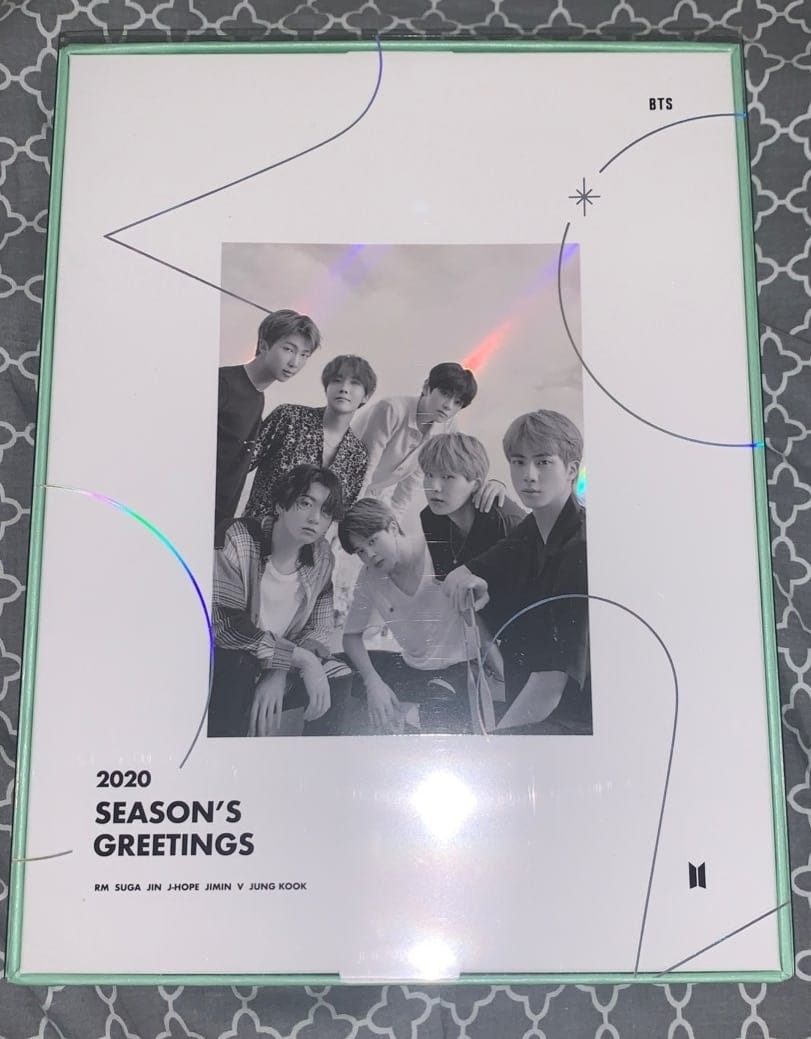 BTS
2020
SEASON'S
GREETINGS
RM SUGA JIN J-HOPE JIMIN V JUNG KOOK